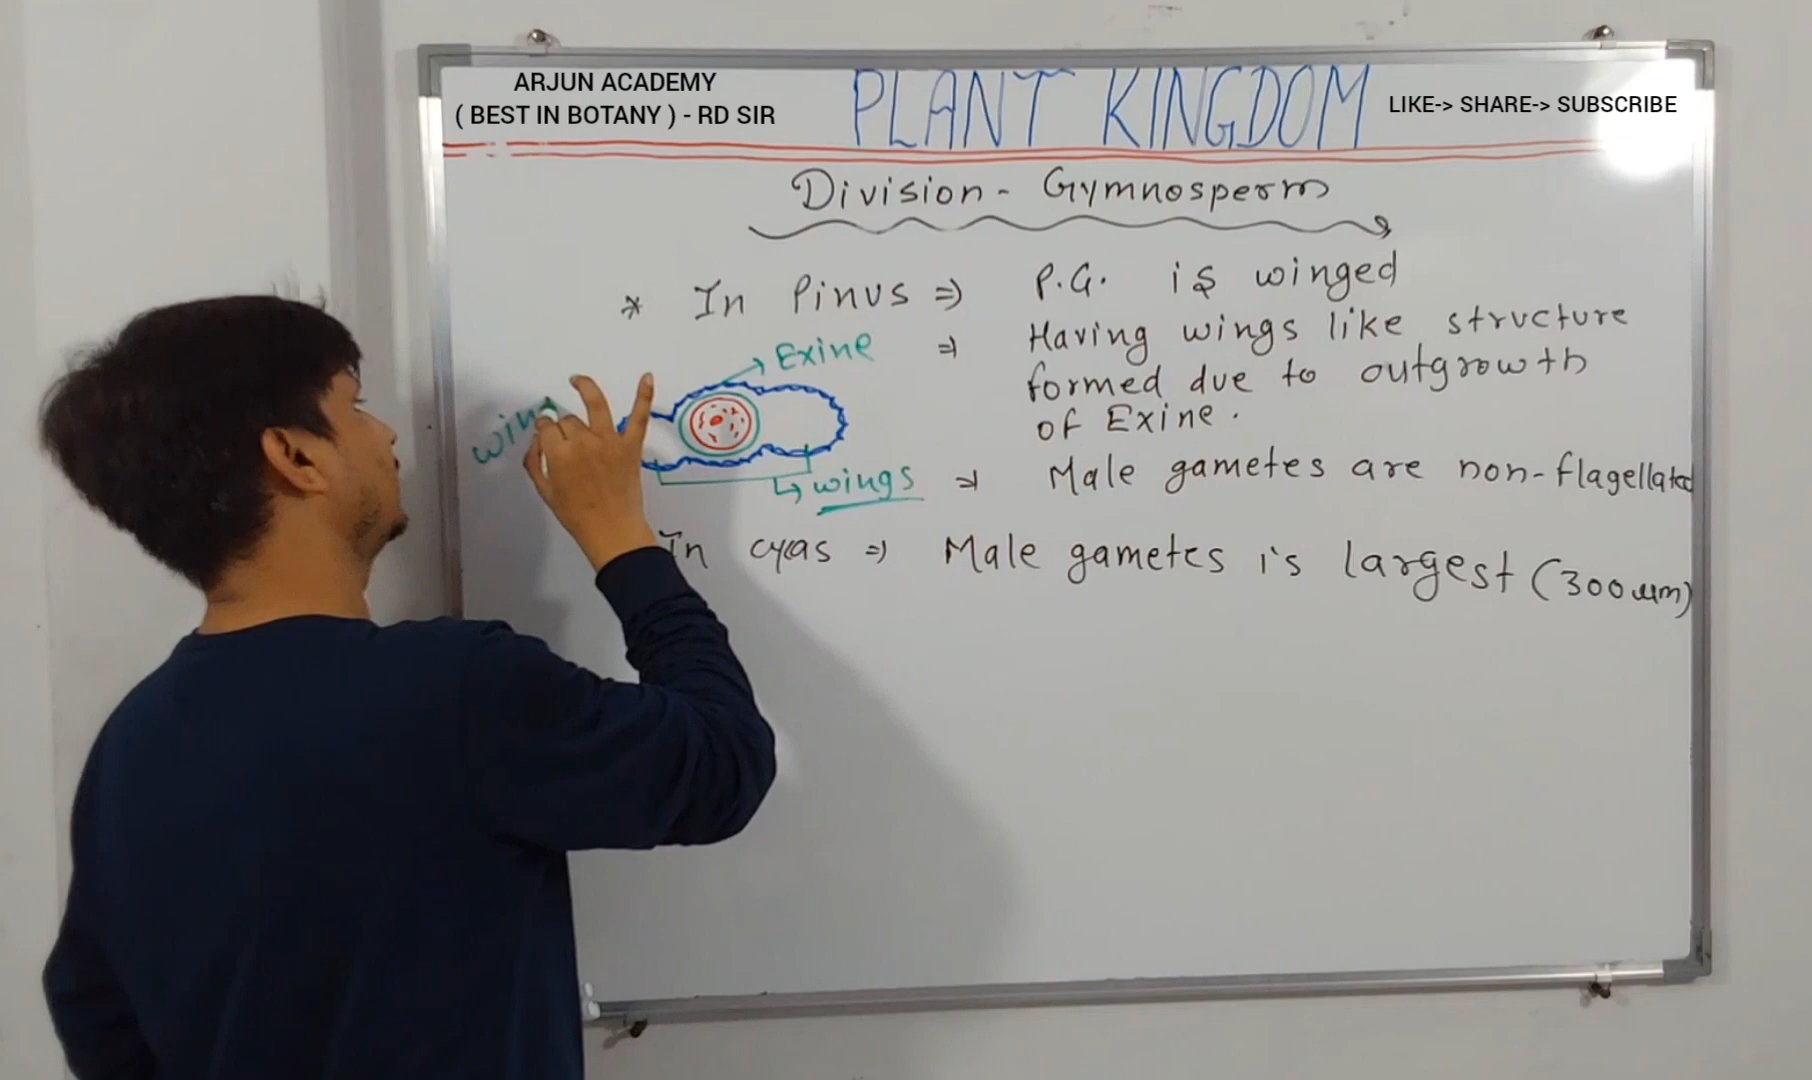 ARJUN ACADEMY
( BEST IN BOTANY ) - RD SIR
PLANT KINGDOM
LIKE-> SHARE-> SUBSCRIBE
Division - Gymnosperm
* In Pinus ⇒ P.G. is winged
Exine ⇒ Having wings like structure
formed due to outgrowth
of Exine.
win
↳ wings ⇒ Male gametes are non-flagellated
In cycas ⇒ Male gametes is largest (300 µm)